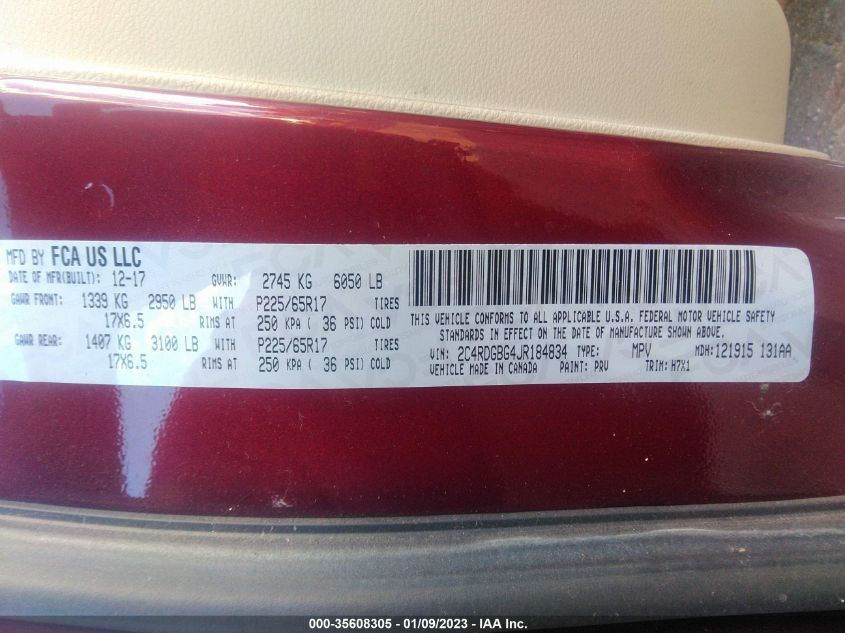 MFD BY FCA US LLC
DATE OF MFR(BUILT): 12-17 GVWR: 2745 KG 6050 LB
GAWR FRONT: 1339 KG 2950 LB WITH P225/65R17 TIRES
17X6.5 RIMS AT 250 KPA ( 36 PSI) COLD
GAWR REAR: 1407 KG 3100 LB WITH P225/65R17 TIRES
17X6.5 RIMS AT 250 KPA ( 36 PSI) COLD
THIS VEHICLE CONFORMS TO ALL APPLICABLE U.S.A. FEDERAL MOTOR VEHICLE SAFETY
STANDARDS IN EFFECT ON THE DATE OF MANUFACTURE SHOWN ABOVE.
VIN: 2C4RDGBG4JR184834 TYPE: MPV MDH:121915 131AA
VEHICLE MADE IN CANADA PAINT: PRV TRIM: H7X1
000-35608305 - 01/09/2023 - IAA Inc.